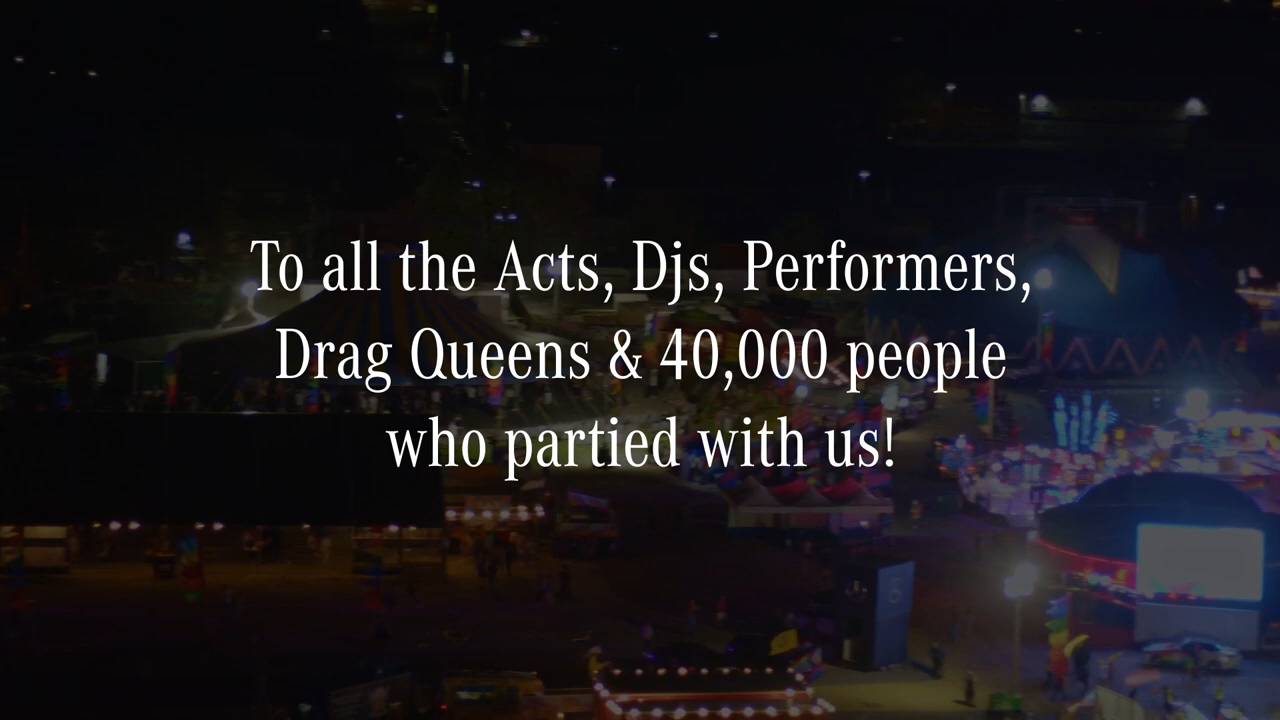 To all the Acts, Djs, Performers,
Drag Queens & 40,000 people
who partied with us!